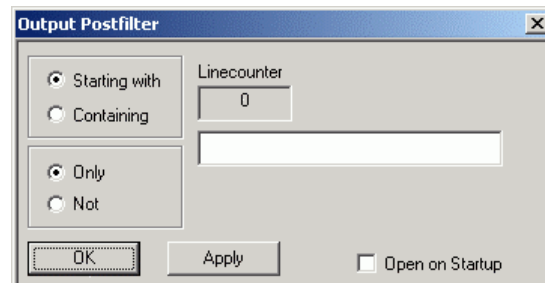 Output Postfilter
Starting with
Containing
Linecounter
0
Only
Not
OK
Apply
Open on Startup